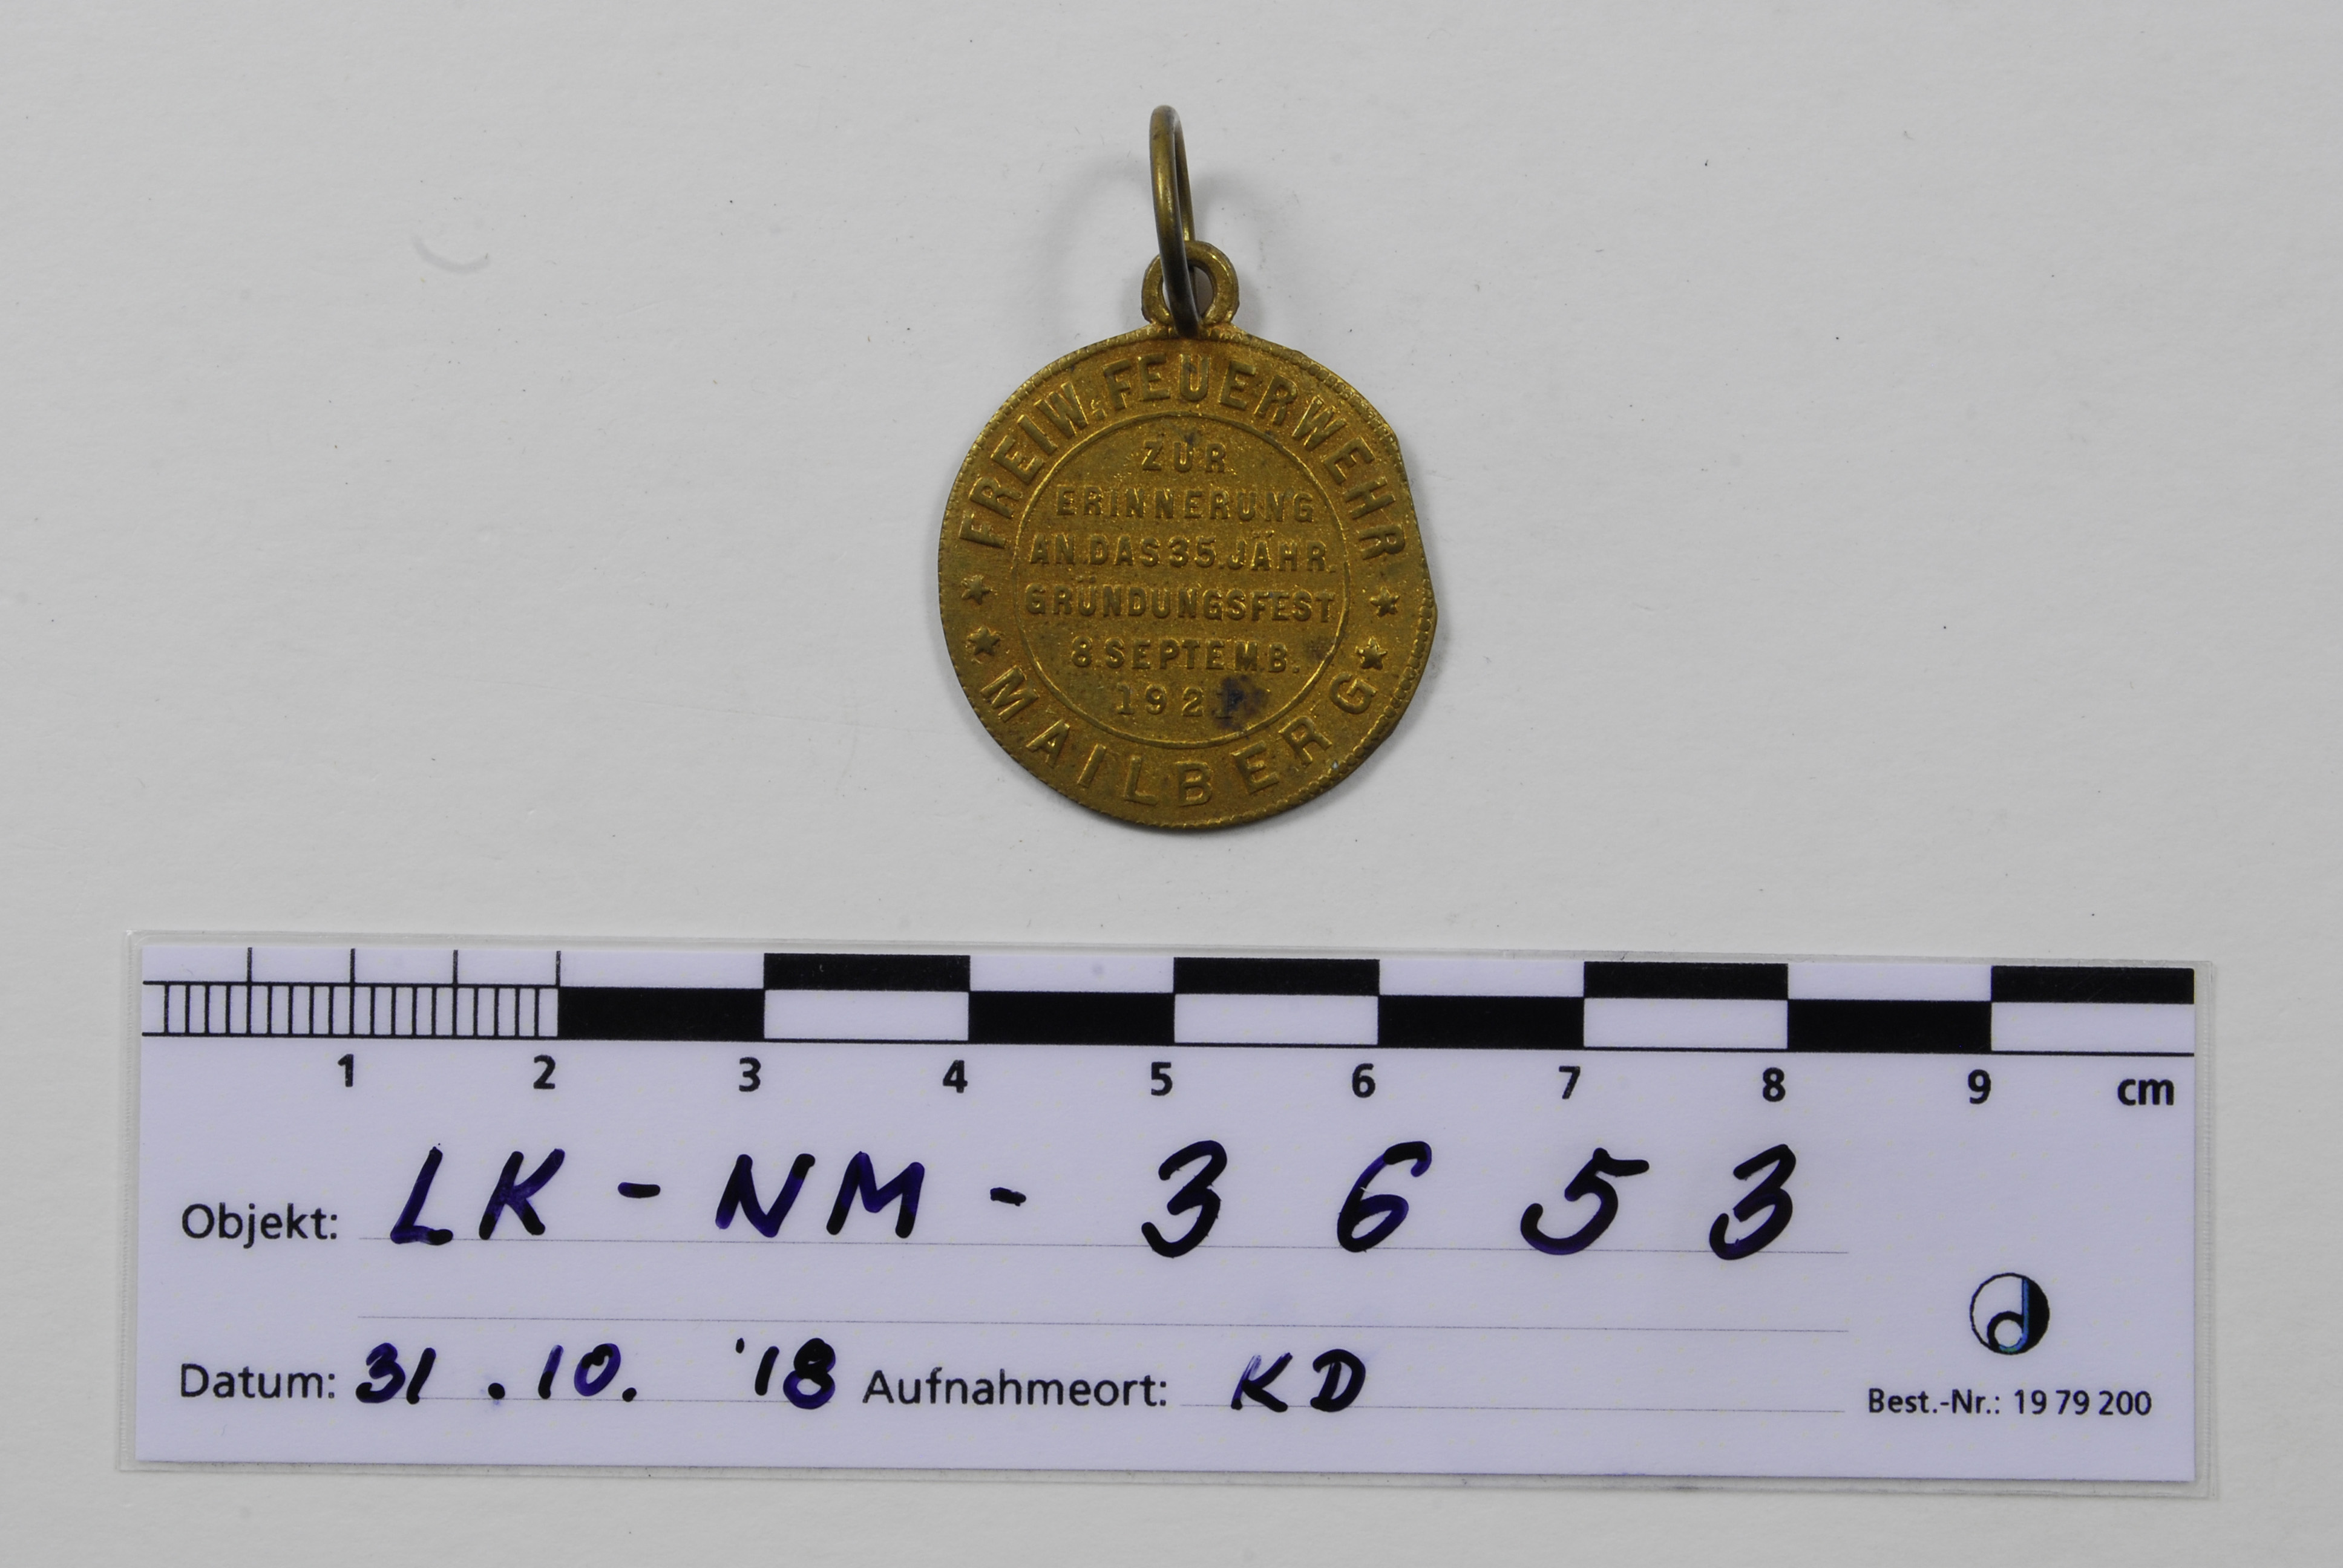 FREIW. FEUERWEHR
ZUR
ERINNERUNG
AN DAS 35. JÄHR.
GRÜNDUNGSFEST
8. SEPTEMB.
MAILBERG
1 2 3 4 5 6 7 8 9 cm
Objekt: LK - NM - 3653
Datum: 31.10. '18 Aufnahmeort: KD
Best.-Nr.: 19 79 200